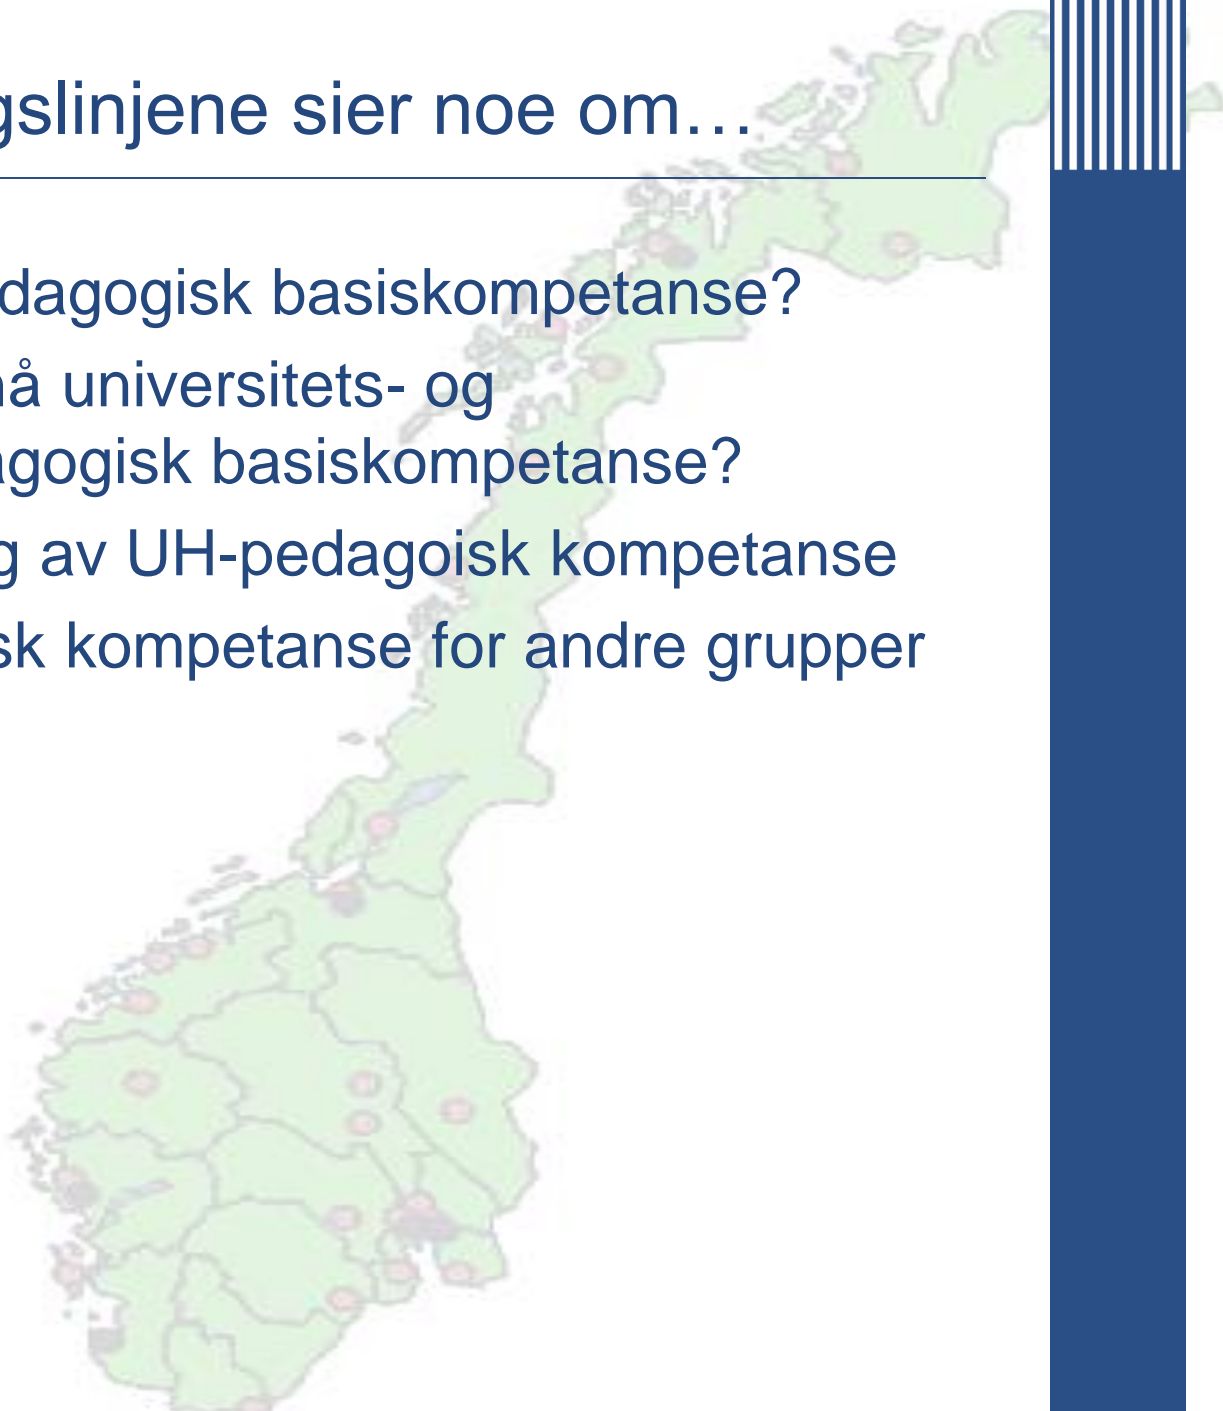 gslinjene sier noe om…
dagogisk basiskompetanse?
nå universitets- og
agogisk basiskompetanse?
g av UH-pedagoisk kompetanse
sk kompetanse for andre grupper